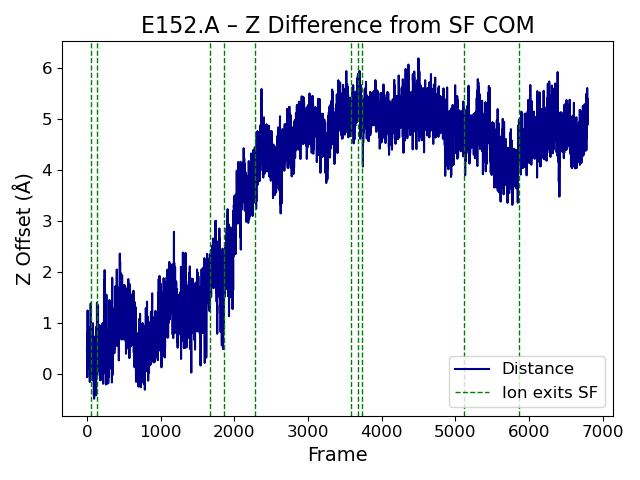 E152.A – Z Difference from SF COM
Z Offset (Å)
6
5
4
3
2
1
0
Distance
Ion exits SF
0 1000 2000 3000 4000 5000 6000 7000
Frame